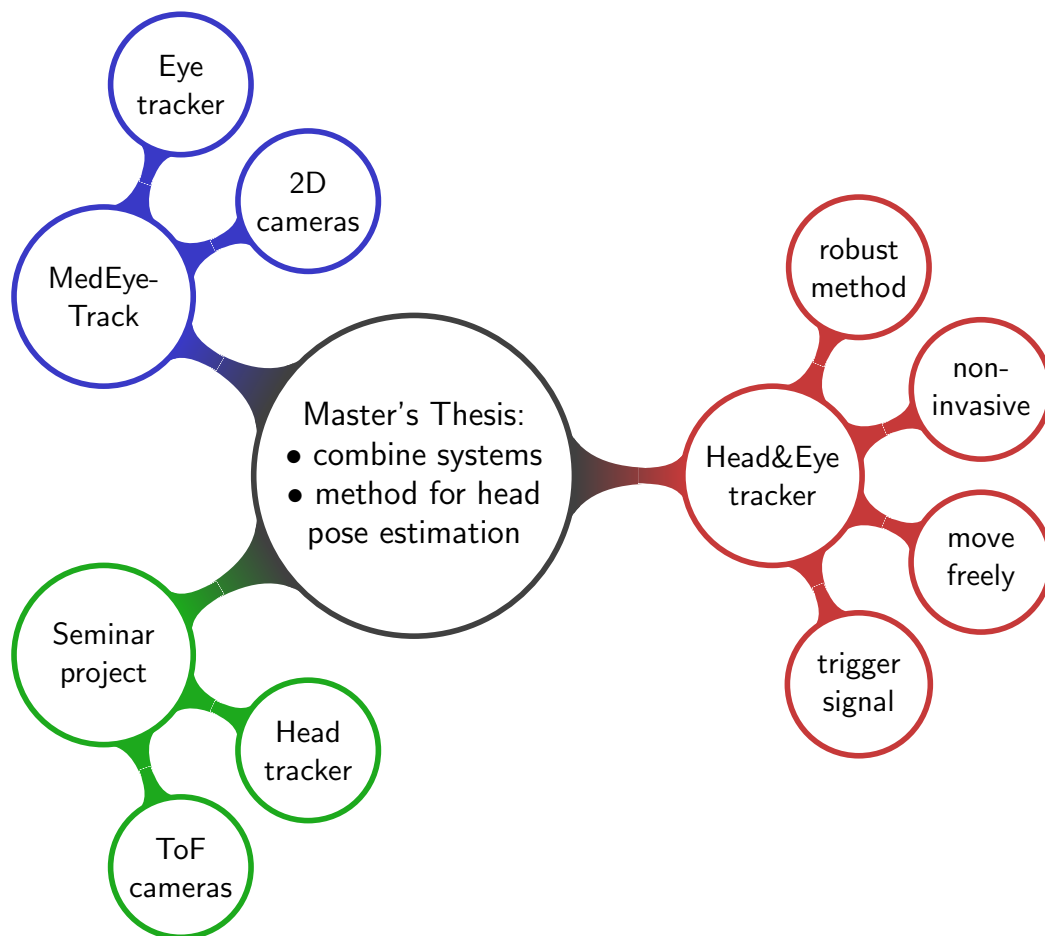 Eye
tracker
2D
cameras
MedEye-
Track
Master's Thesis:
• combine systems
• method for head
pose estimation
Seminar
project
Head
tracker
ToF
cameras
robust
method
non-
invasive
Head&Eye
tracker
move
freely
trigger
signal